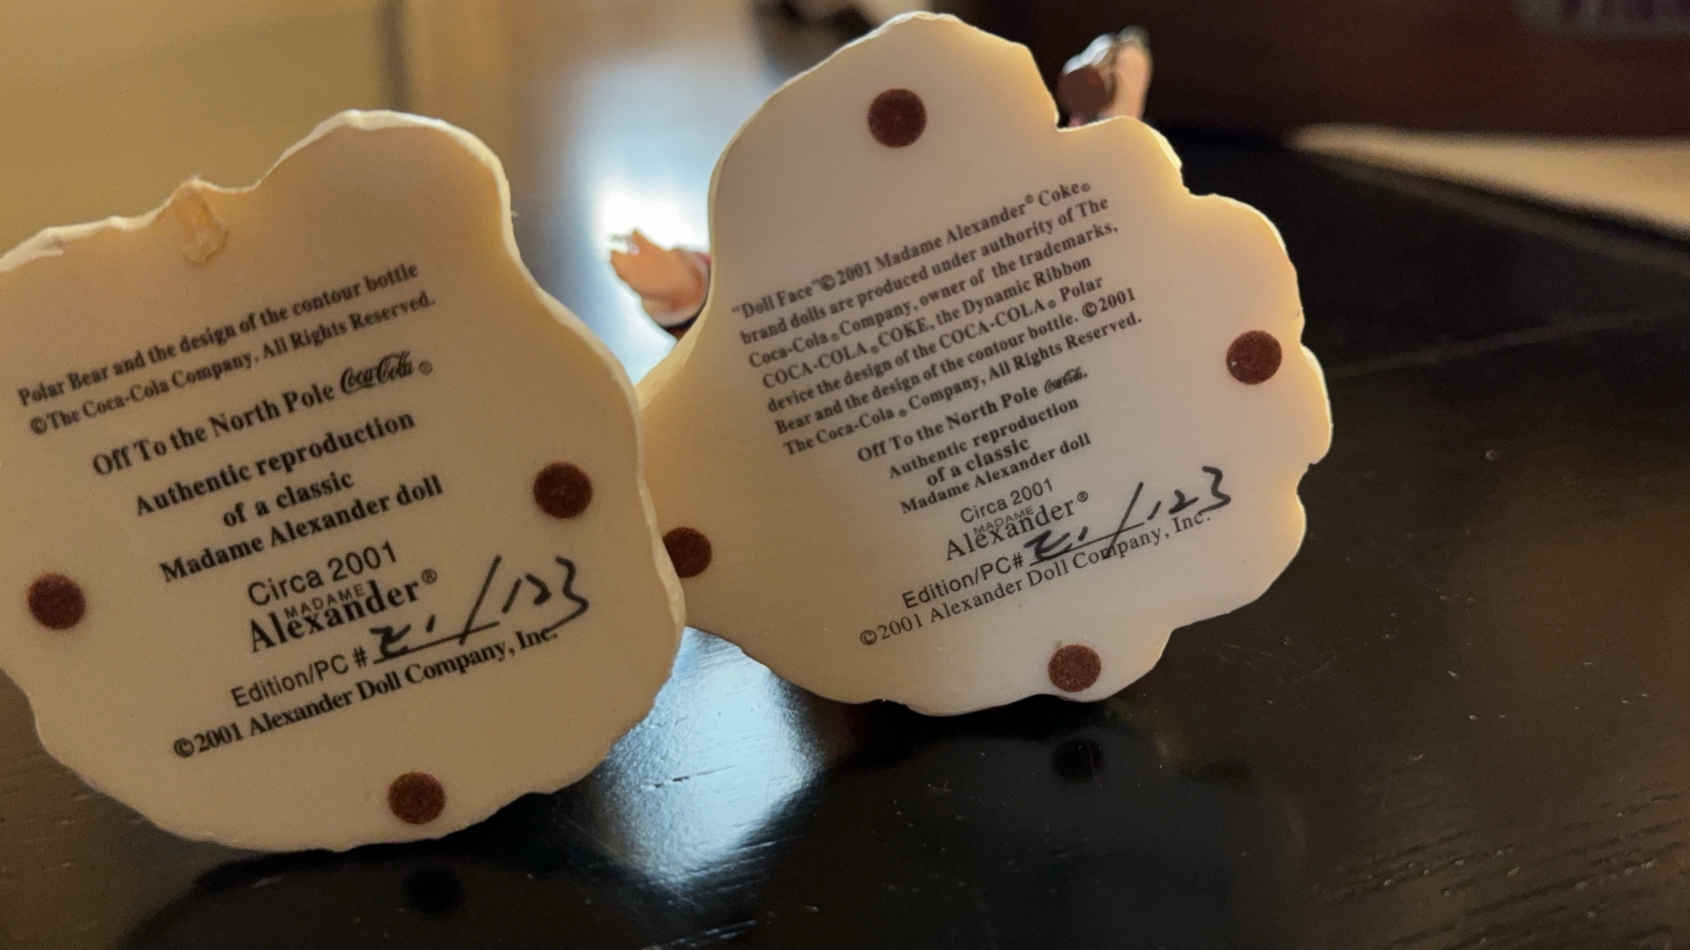 Polar Bear and the design of the contour bottle
©The Coca-Cola Company. All Rights Reserved.
Off To the North Pole Coca-Cola ®
Authentic reproduction
of a classic
Madame Alexander doll
Circa 2001
MADAME
Alexander®
Edition/PC # Z1/123
©2001 Alexander Doll Company, Inc.
"Doll Face"©2001 Madame Alexander® Coke®
brand dolls are produced under authority of The
Coca-Cola® Company, owner of the trademarks,
COCA-COLA®COKE, the Dynamic Ribbon
device the design of the COCA-COLA® Polar
Bear and the design of the contour bottle. ©2001
The Coca-Cola ® Company, All Rights Reserved.
Off To the North Pole Coca-Cola.
Authentic reproduction
of a classic
Madame Alexander doll
Circa 2001
MADAME
Alexander®
Edition/PC# Z1/123
©2001 Alexander Doll Company, Inc.